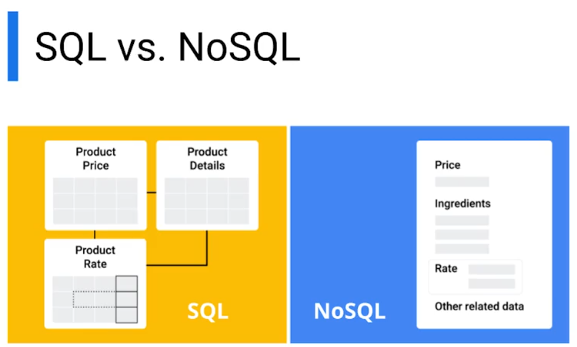 SQL vs. NoSQL
Product
Price
Product
Details
Product
Rate
SQL
NoSQL
Price
Ingredients
Rate
Other related data